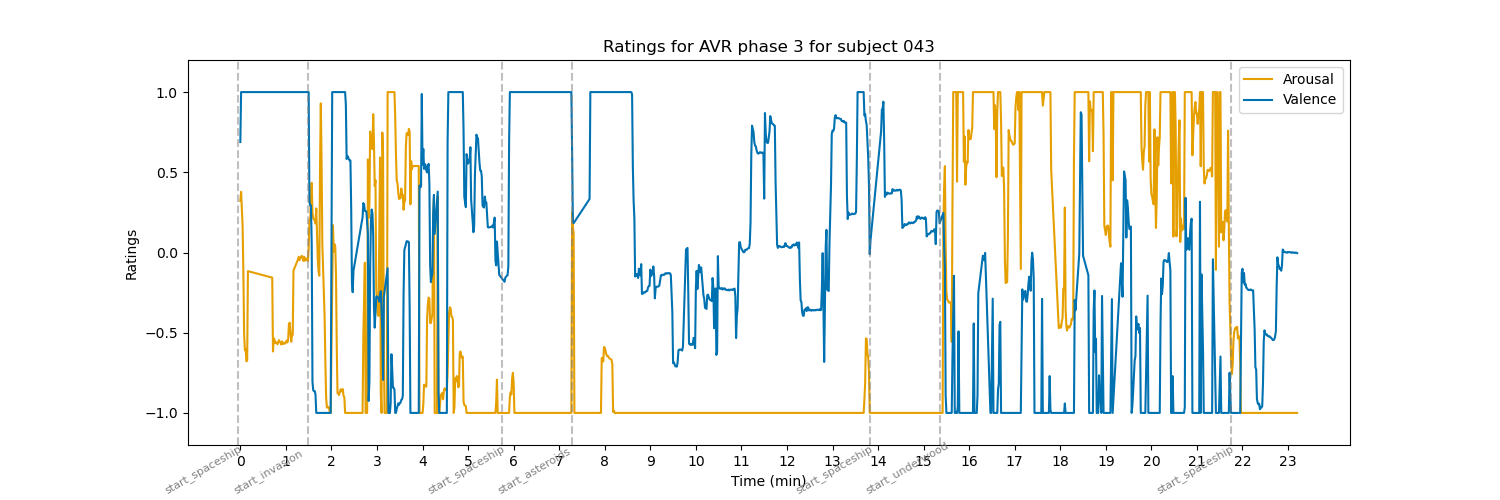 Ratings for AVR phase 3 for subject 043
Arousal
Valence
Ratings
1.0
0.5
0.0
−0.5
−1.0
0 1 2 3 4 5 6 7 8 9 10 11 12 13 14 15 16 17 18 19 20 21 22 23
start_spaceship
start_invasion
start_spaceship
start_asteroids
start_spaceship
start_underwood
start_spaceship
Time (min)